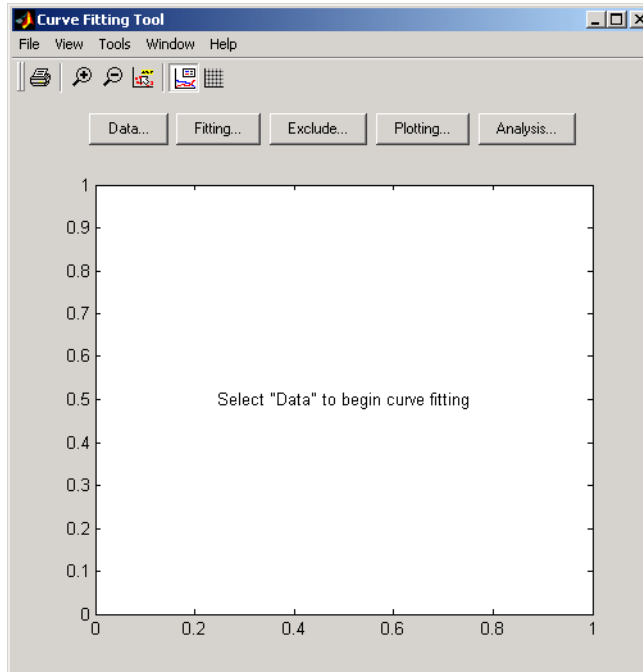 Curve Fitting Tool
File View Tools Window Help
Data... Fitting... Exclude... Plotting... Analysis...
1
0.9
0.8
0.7
0.6
0.5
Select "Data" to begin curve fitting
0.4
0.3
0.2
0.1
0
0 0.2 0.4 0.6 0.8 1